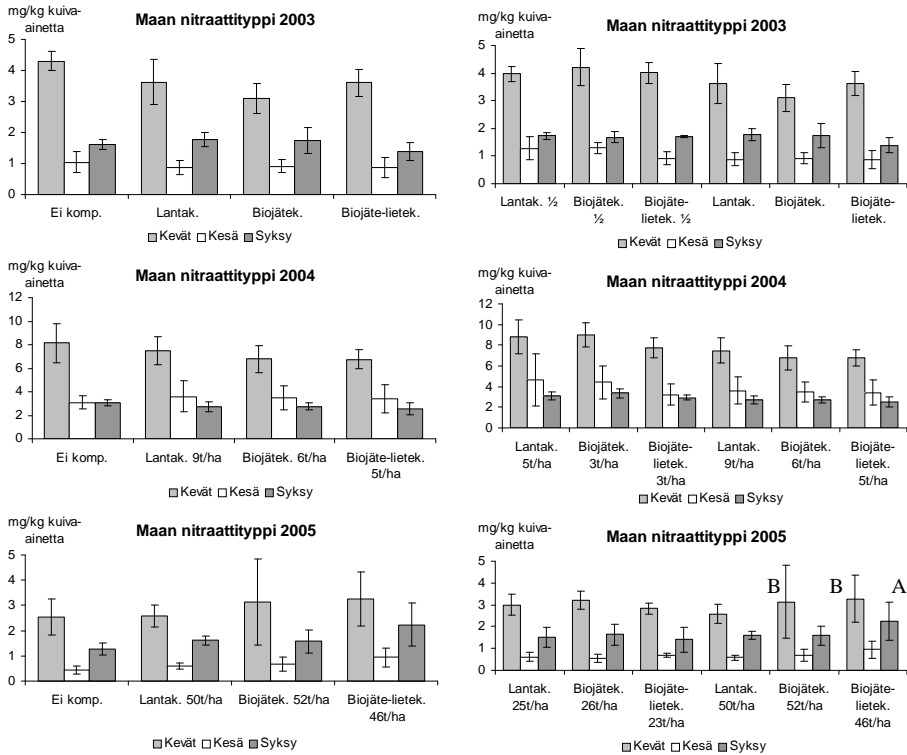 mg/kg kuiva-
ainetta
Maan nitraattityppi 2003
5
4
3
2
1
0
Ei komp.
Lantak.
Biojätek.
Biojäte-lietek.
Kevät Kesä Syksy
mg/kg kuiva-
ainetta
Maan nitraattityppi 2003
5
4
3
2
1
0
Lantak. ½
Biojätek.
½
Biojäte-
lietek. ½
Lantak.
Biojätek.
Biojäte-
lietek.
Kevät Kesä Syksy
mg/kg kuiva-
ainetta
Maan nitraattityppi 2004
12
10
8
6
4
2
0
Ei komp.
Lantak. 9t/ha
Biojätek. 6t/ha
Biojäte-lietek.
5t/ha
Kevät Kesä Syksy
mg/kg kuiva-
ainetta
Maan nitraattityppi 2004
12
10
8
6
4
2
0
Lantak.
5t/ha
Biojätek.
3t/ha
Biojäte-
lietek.
3t/ha
Lantak.
9t/ha
Biojätek.
6t/ha
Biojäte-
lietek.
5t/ha
Kevät Kesä Syksy
mg/kg kuiva-
ainetta
Maan nitraattityppi 2005
5
4
3
2
1
0
Ei komp.
Lantak. 50t/ha
Biojätek. 52t/ha
Biojäte-lietek.
46t/ha
Kevät Kesä Syksy
mg/kg kuiva-
ainetta
Maan nitraattityppi 2005
5
4
3
2
1
0
B B A
Lantak.
25t/ha
Biojätek.
26t/ha
Biojäte-
lietek.
23t/ha
Lantak.
50t/ha
Biojätek.
52t/ha
Biojäte-
lietek.
46t/ha
Kevät Kesä Syksy